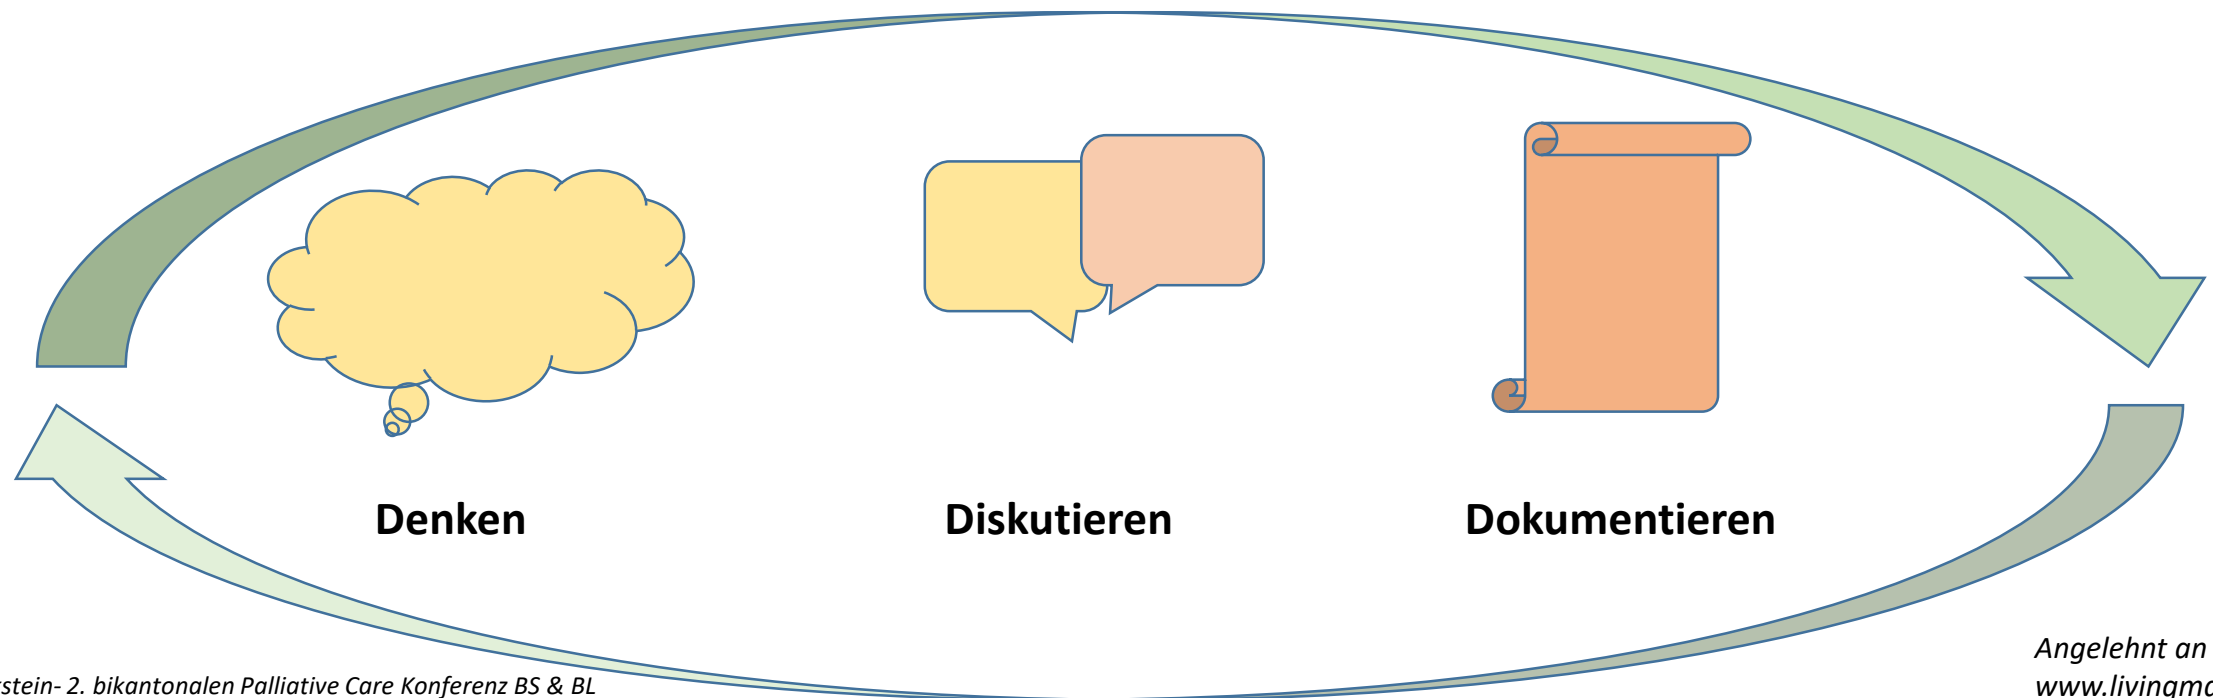 Denken
Diskutieren
Dokumentieren
Angelehnt an
2. bikantonalen Palliative Care Konferenz BS & BL